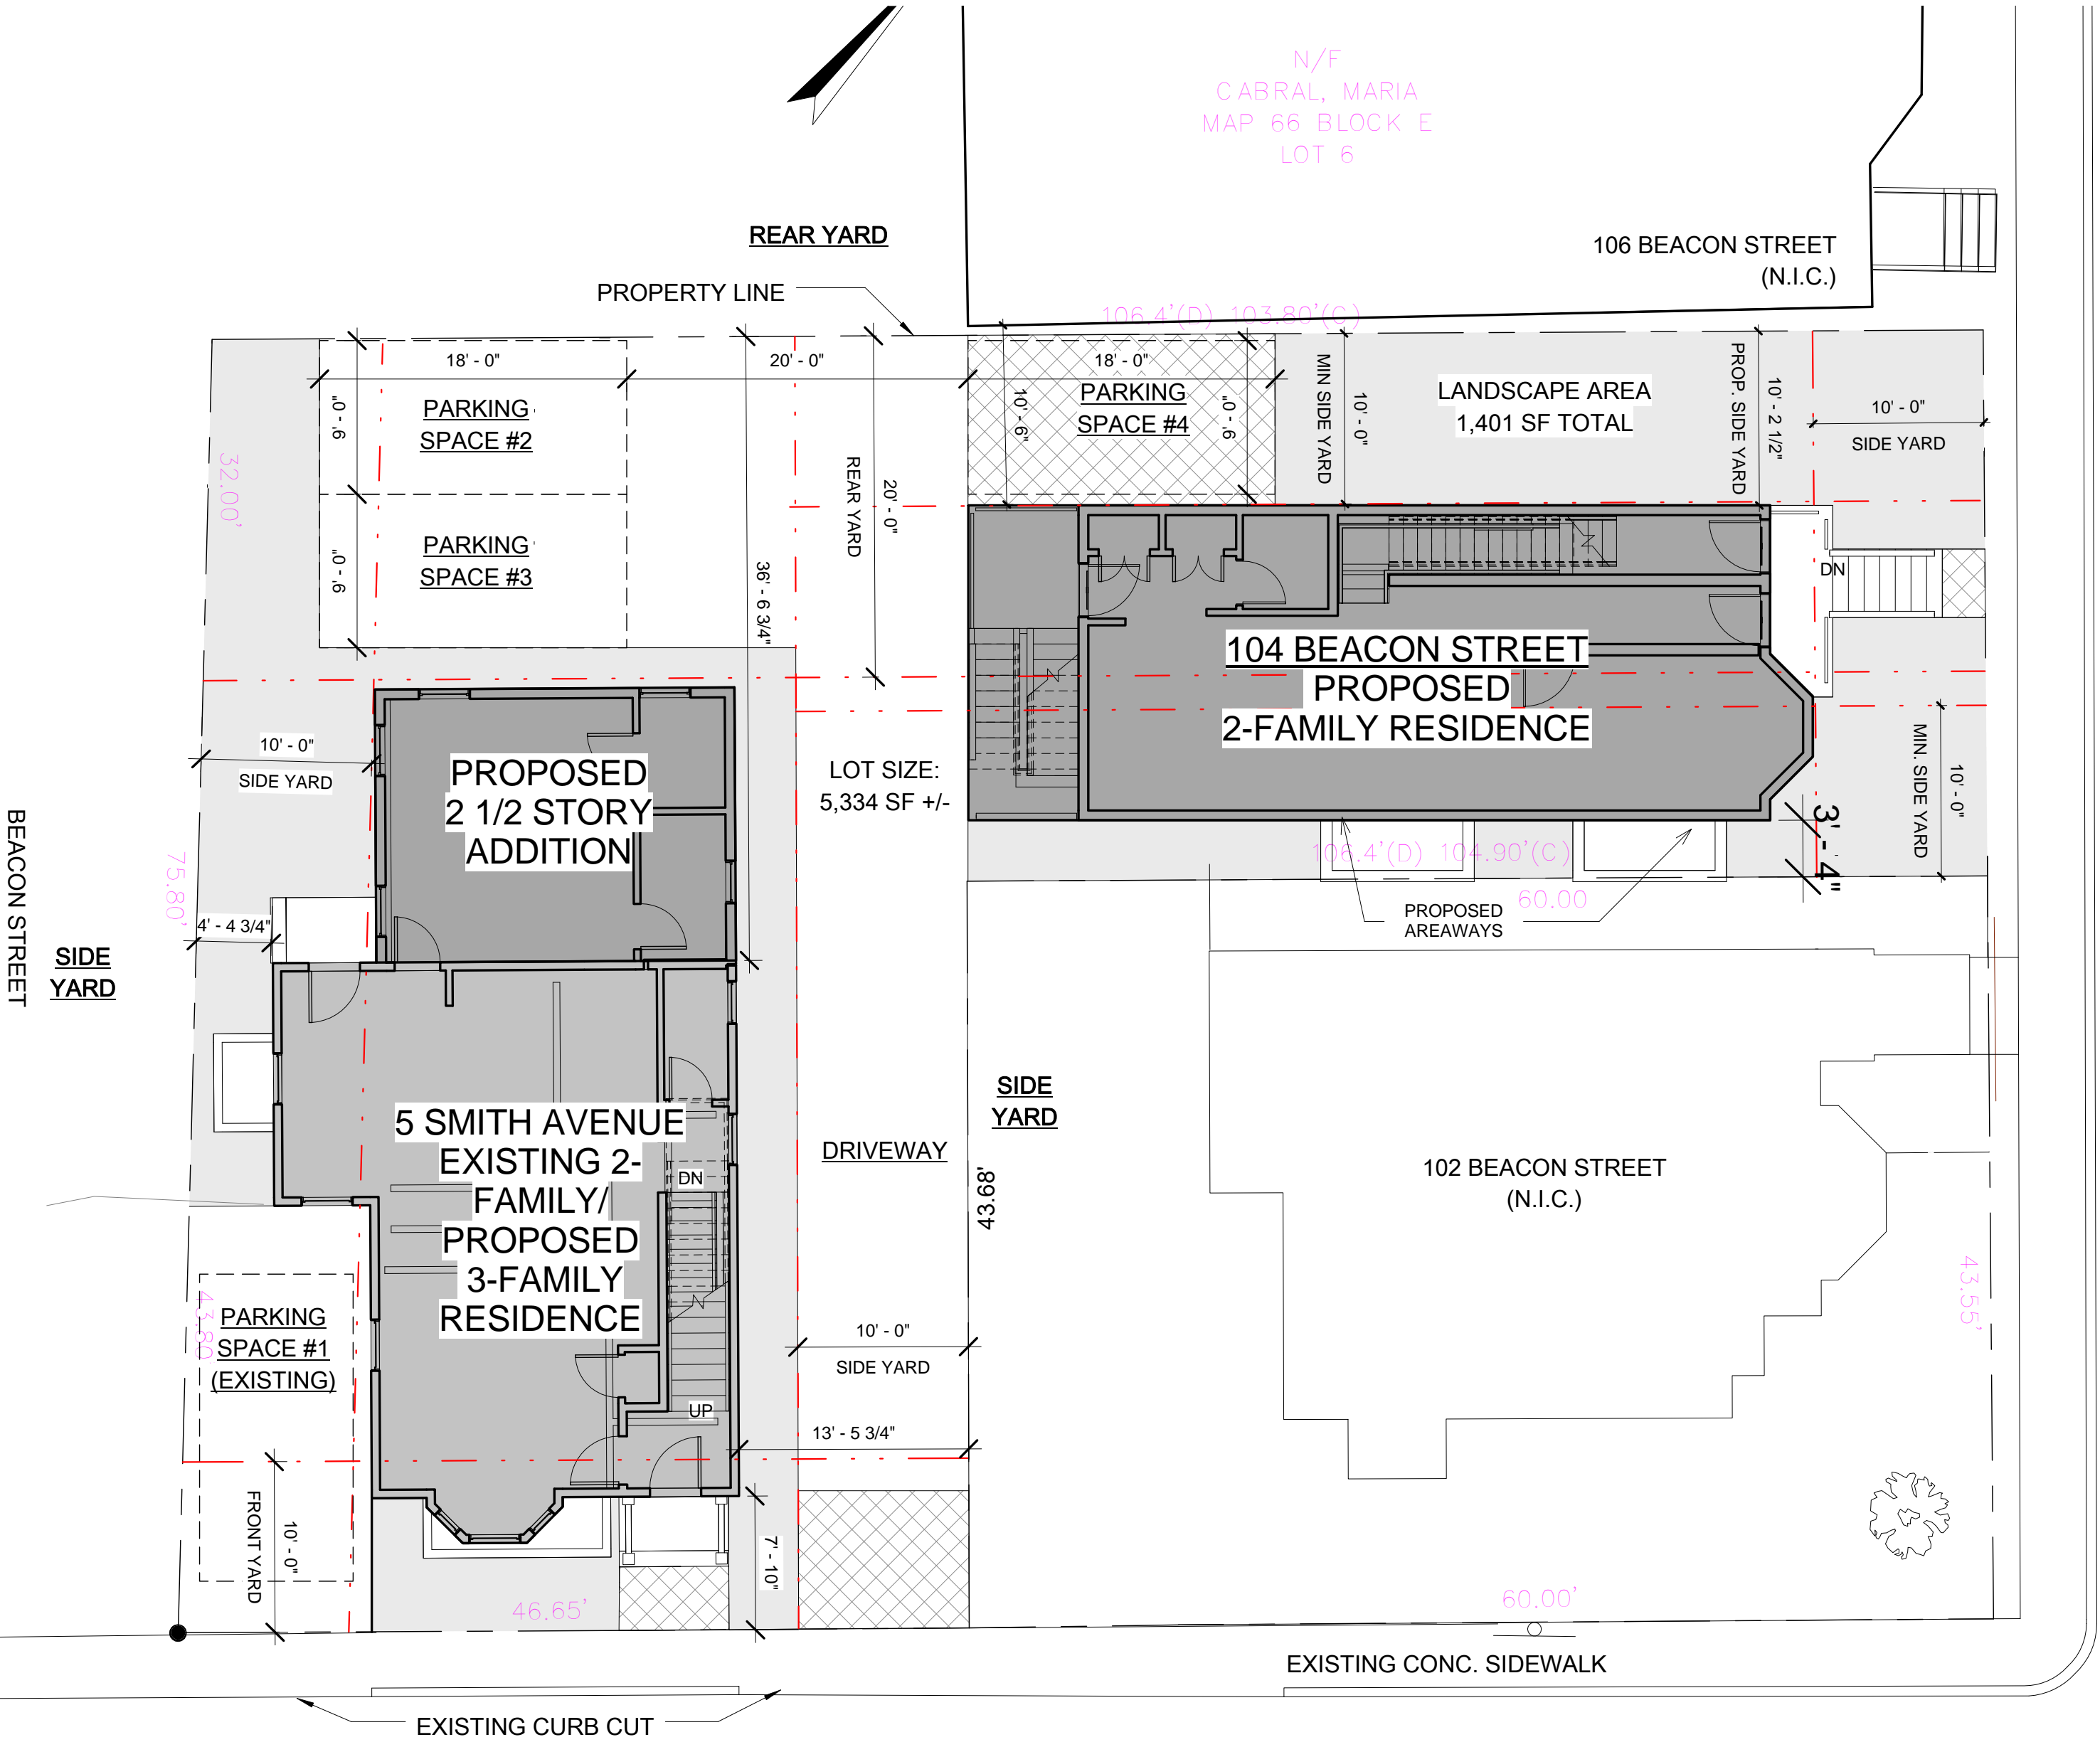 N/F
CABRAL, MARIA
MAP 66 BLOCK E
LOT 6
REAR YARD
106 BEACON STREET
(N.I.C.)
PROPERTY LINE
106.4'(D) 103.80'(C)
18' - 0"
20' - 0"
18' - 0"
9' - 0"
PARKING
SPACE #2
10' - 6"
PARKING
SPACE #4
9' - 0"
MIN SIDE YARD
10' - 0"
LANDSCAPE AREA
1,401 SF TOTAL
PROP. SIDE YARD
10' - 2 1/2"
10' - 0"
SIDE YARD
32.00'
REAR YARD
20' - 0"
9' - 0"
PARKING
SPACE #3
36' - 6 3/4"
DN
104 BEACON STREET
PROPOSED
2-FAMILY RESIDENCE
10' - 0"
SIDE YARD
PROPOSED
2 1/2 STORY
ADDITION
LOT SIZE:
5,334 SF +/-
MIN. SIDE YARD
10' - 0"
3' - 4"
106.4'(D) 104.90'(C)
60.00
PROPOSED
AREAWAYS
75.80'
4' - 4 3/4"
BEACON STREET
SIDE
YARD
SIDE
YARD
5 SMITH AVENUE
EXISTING 2-
FAMILY/
PROPOSED
3-FAMILY
RESIDENCE
DN
DRIVEWAY
43.68'
102 BEACON STREET
(N.I.C.)
43.55'
43.80
PARKING
SPACE #1
(EXISTING)
10' - 0"
SIDE YARD
UP
13' - 5 3/4"
FRONT YARD
10' - 0"
7' - 10"
46.65'
60.00'
EXISTING CONC. SIDEWALK
EXISTING CURB CUT